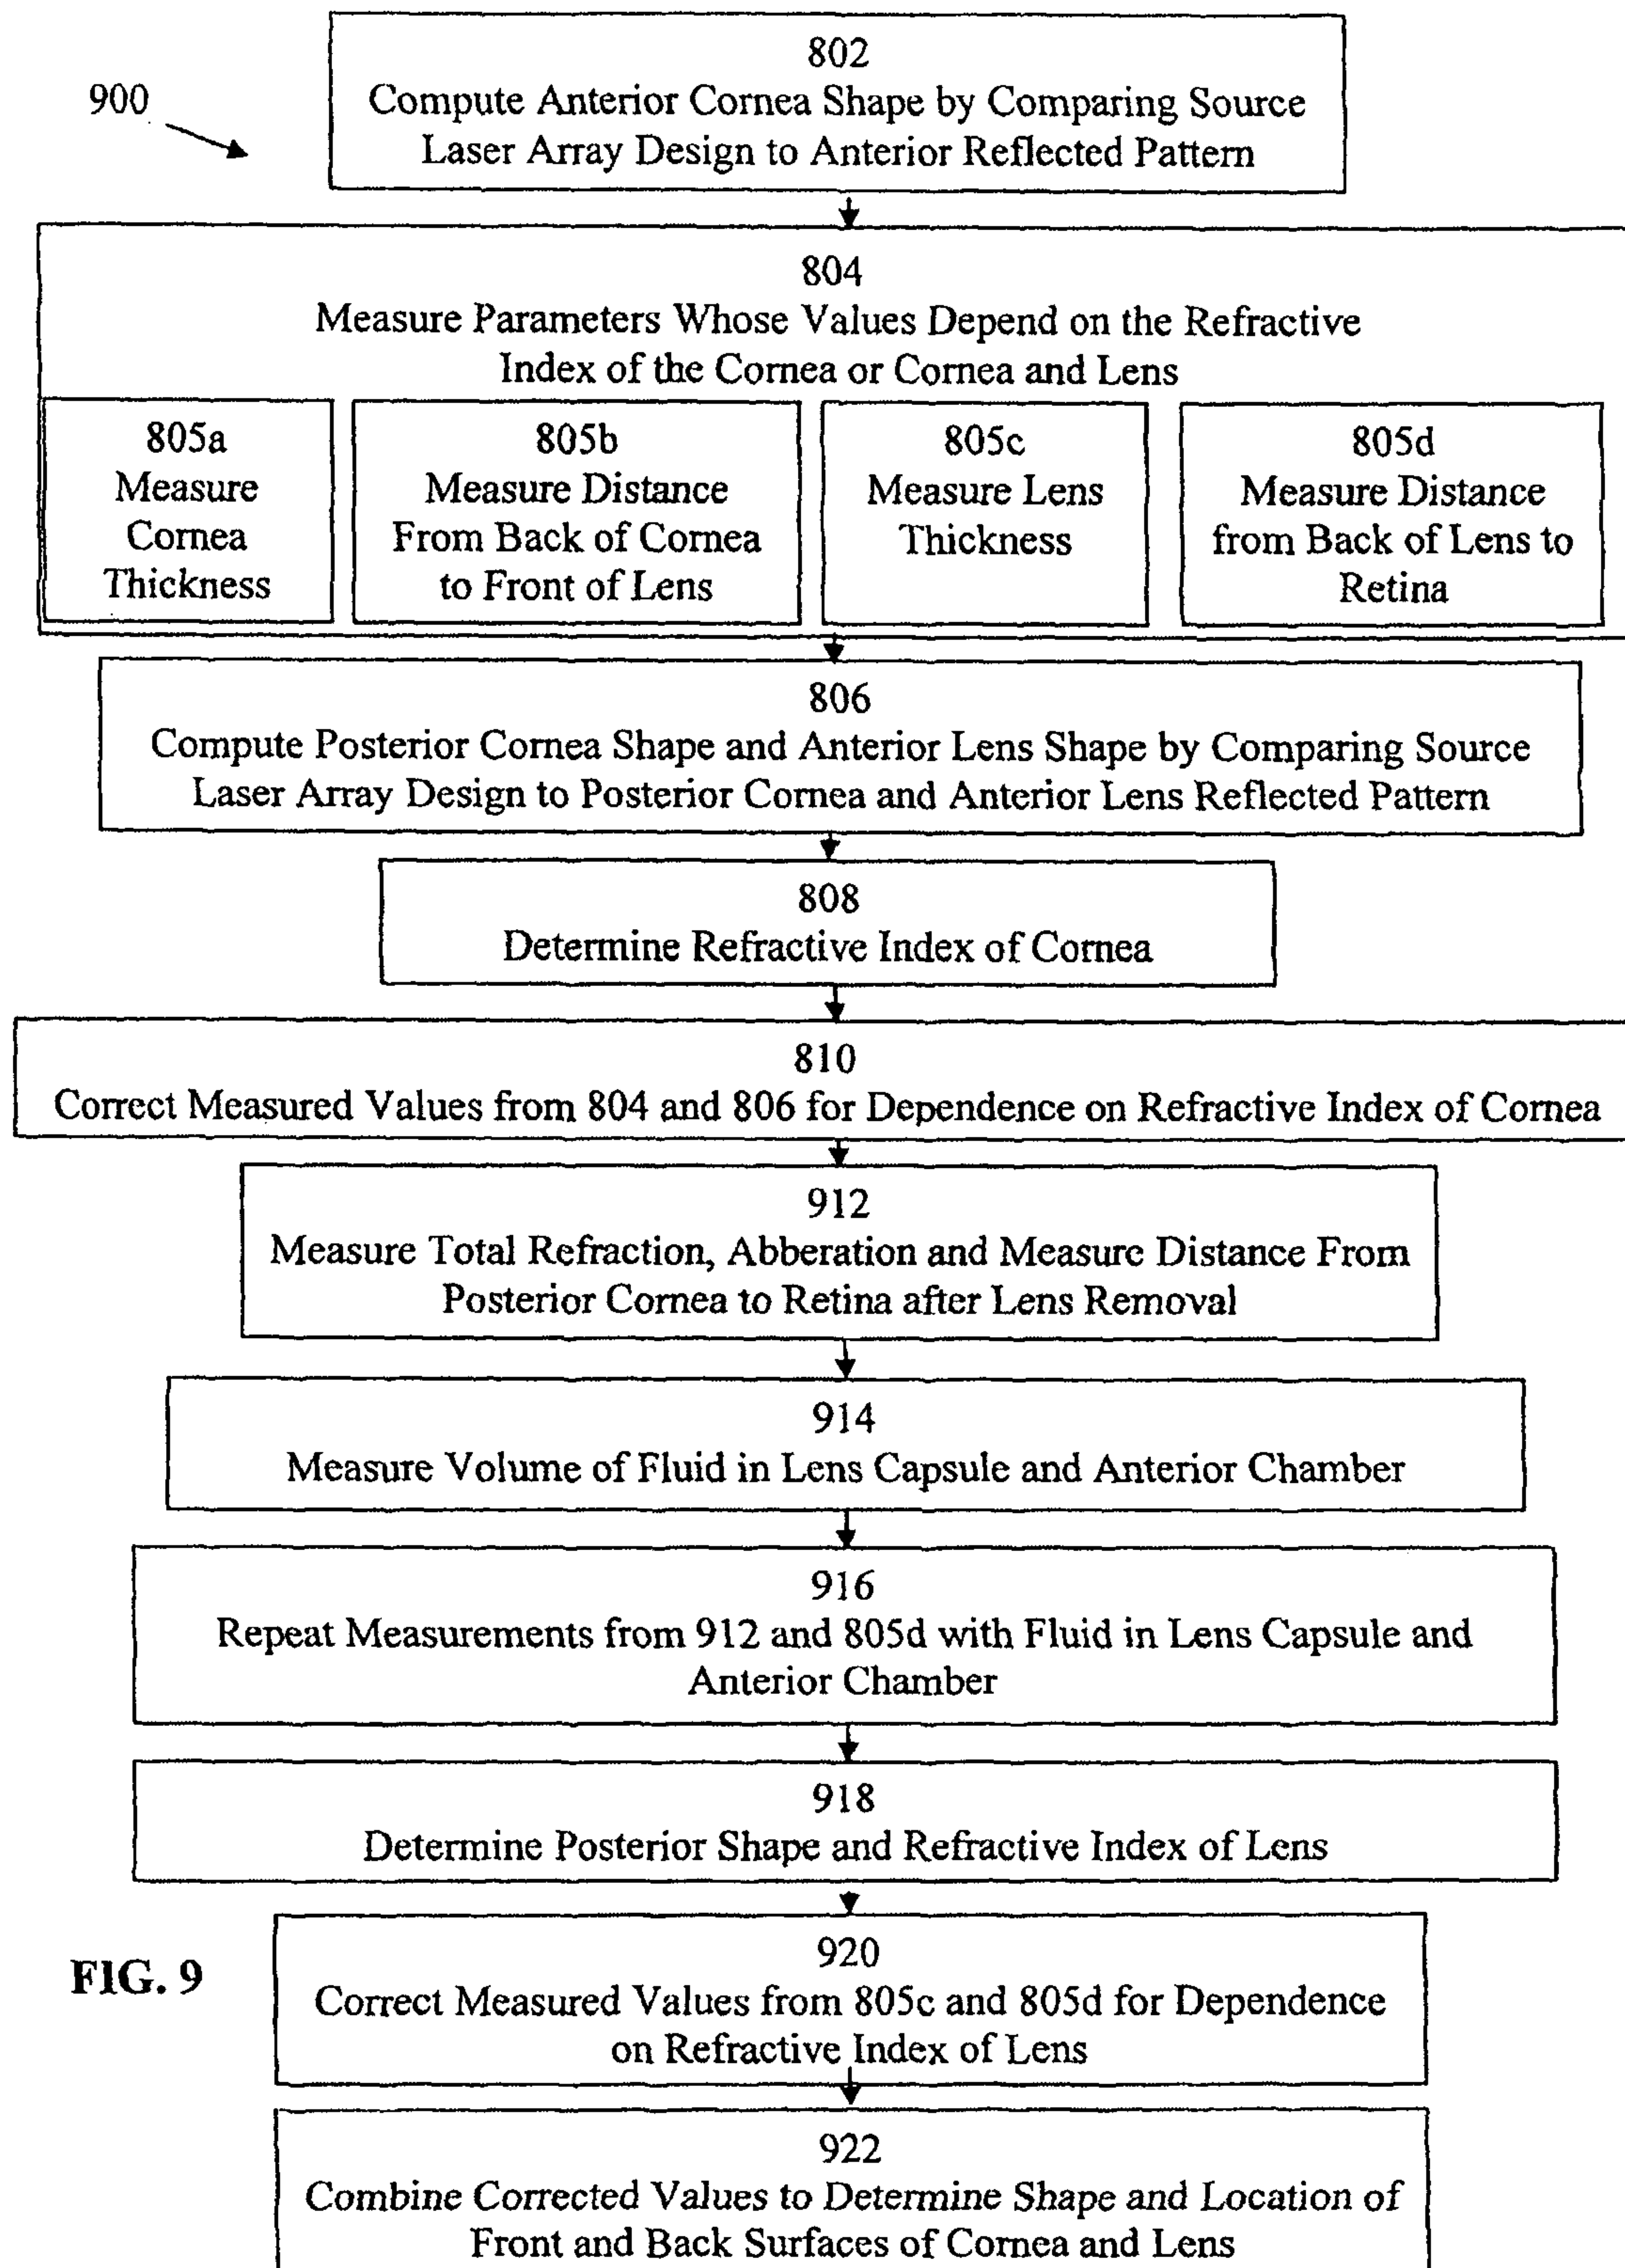 900
802
Compute Anterior Cornea Shape by Comparing Source
Laser Array Design to Anterior Reflected Pattern
804
Measure Parameters Whose Values Depend on the Refractive
Index of the Cornea or Cornea and Lens
805a
Measure
Cornea
Thickness
805b
Measure Distance
From Back of Cornea
to Front of Lens
805c
Measure Lens
Thickness
805d
Measure Distance
from Back of Lens to
Retina
806
Compute Posterior Cornea Shape and Anterior Lens Shape by Comparing Source
Laser Array Design to Posterior Cornea and Anterior Lens Reflected Pattern
808
Determine Refractive Index of Cornea
810
Correct Measured Values from 804 and 806 for Dependence on Refractive Index of Cornea
912
Measure Total Refraction, Abberation and Measure Distance From
Posterior Cornea to Retina after Lens Removal
914
Measure Volume of Fluid in Lens Capsule and Anterior Chamber
916
Repeat Measurements from 912 and 805d with Fluid in Lens Capsule and
Anterior Chamber
918
Determine Posterior Shape and Refractive Index of Lens
FIG. 9
920
Correct Measured Values from 805c and 805d for Dependence
on Refractive Index of Lens
922
Combine Corrected Values to Determine Shape and Location of
Front and Back Surfaces of Cornea and Lens